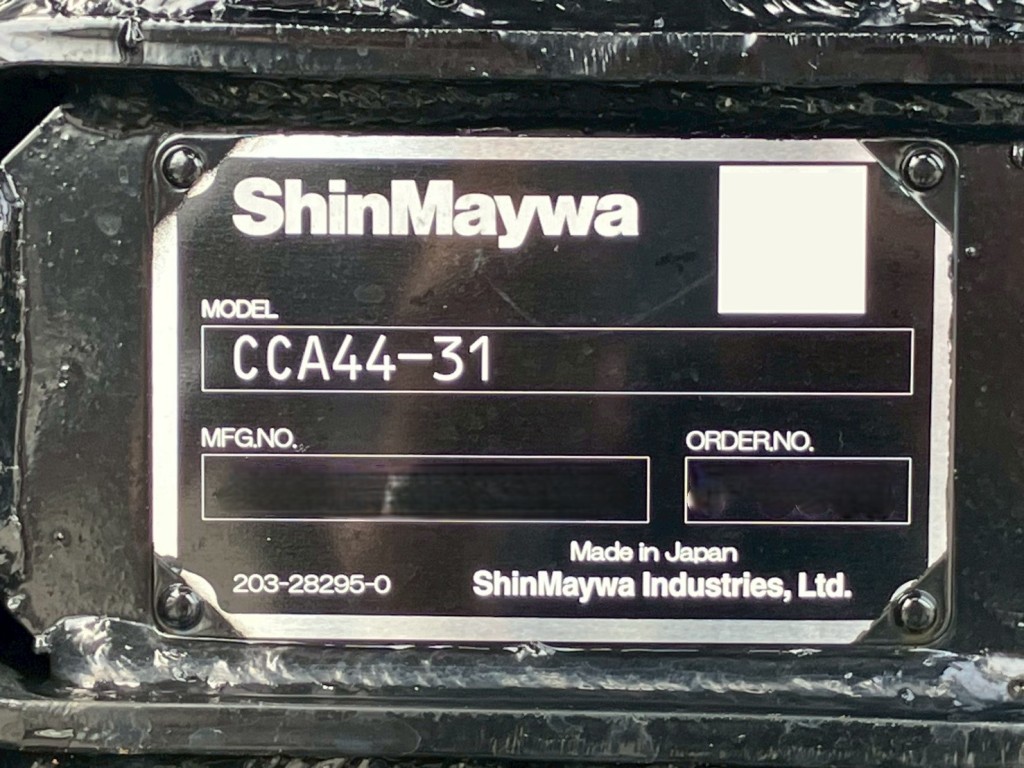 ShinMaywa
MODEL
CCA44-31
MFG.NO.
ORDER.NO.
Made in Japan
203-28295-0
ShinMaywa Industries, Ltd.